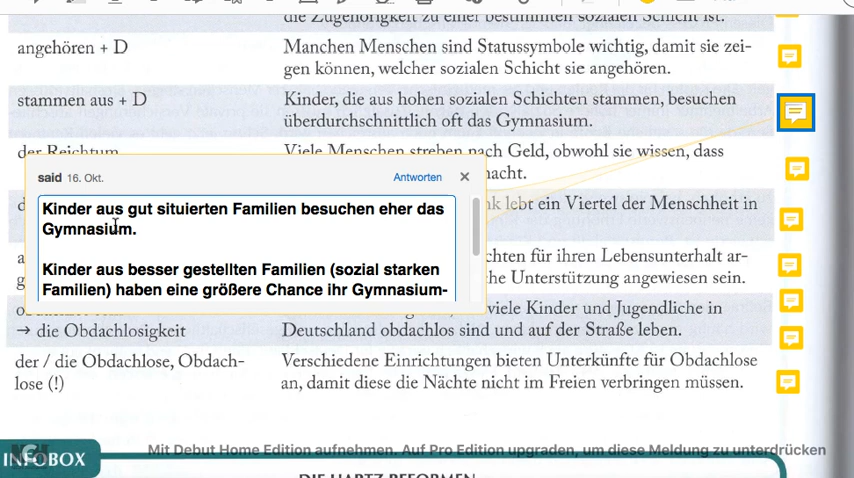 die Zugehörigkeit zu einer bestimmten sozialen Schicht ist.
angehören + D
Manchen Menschen sind Statussymbole wichtig, damit sie zei-
gen können, welcher sozialen Schicht sie angehören.
stammen aus + D
Kinder, die aus hohen sozialen Schichten stammen, besuchen
überdurchschnittlich oft das Gymnasium.
der Reichtum
Viele Menschen streben nach Geld, obwohl sie wissen, dass
macht.
said 16. Okt.
Antworten
Kinder aus gut situierten Familien besuchen eher das
Gymnasium.
Kinder aus besser gestellten Familien (sozial starken
Familien) haben eine größere Chance ihr Gymnasium-
nk lebt ein Viertel der Menschheit in
chten für ihren Lebensunterhalt ar-
che Unterstützung angewiesen sein.
viele Kinder und Jugendliche in
→ die Obdachlosigkeit
Deutschland obdachlos sind und auf der Straße leben.
der / die Obdachlose, Obdach-
lose (!)
Verschiedene Einrichtungen bieten Unterkünfte für Obdachlose
an, damit diese die Nächte nicht im Freien verbringen müssen.
Mit Debut Home Edition aufnehmen. Auf Pro Edition upgraden, um diese Meldung zu unterdrücken
INFOBOX
DIE HARTZ-REFORMEN